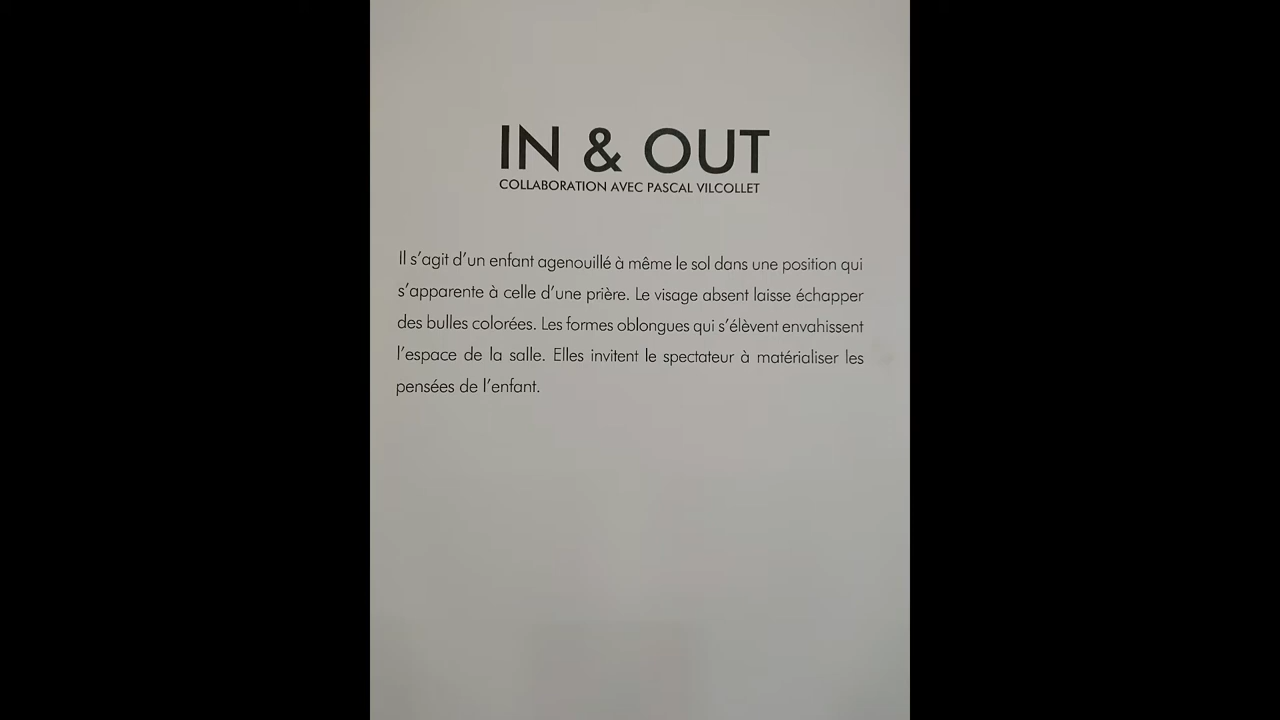 IN & OUT
COLLABORATION AVEC PASCAL VILCOLLET
Il s'agit d'un enfant agenouillé à même le sol dans une position qui
s'apparente à celle d'une prière. Le visage absent laisse échapper
des bulles colorées. Les formes oblongues qui s'élèvent envahissent
l'espace de la salle. Elles invitent le spectateur à matérialiser les
pensées de l'enfant.